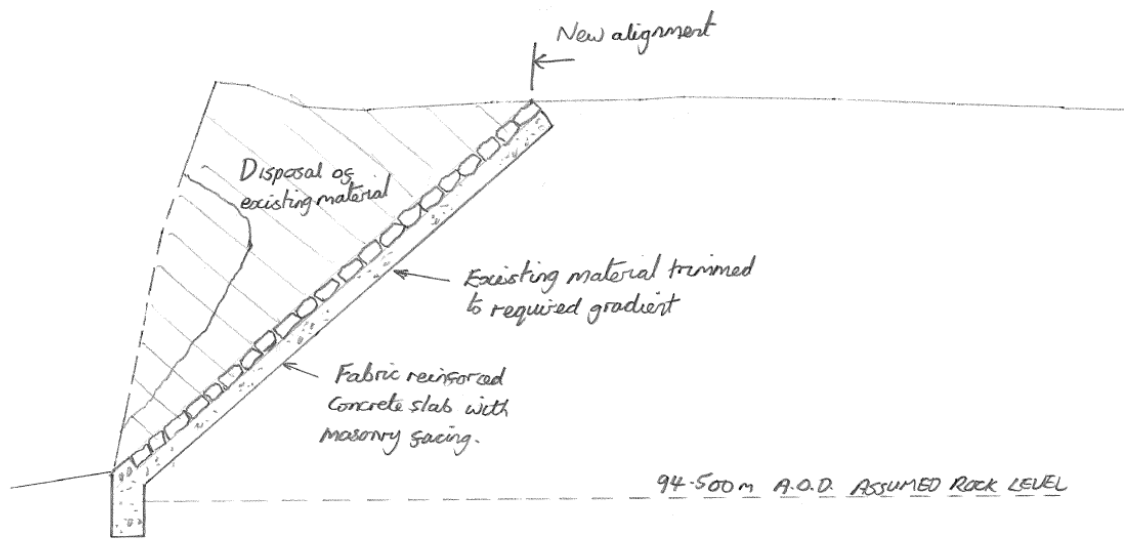 New alignment
Disposal of
existing material
Existing material trimmed
to required gradient
Fabric reinforced
Concrete slab with
masonry facing.
94.500m A.O.D. ASSUMED ROCK LEVEL